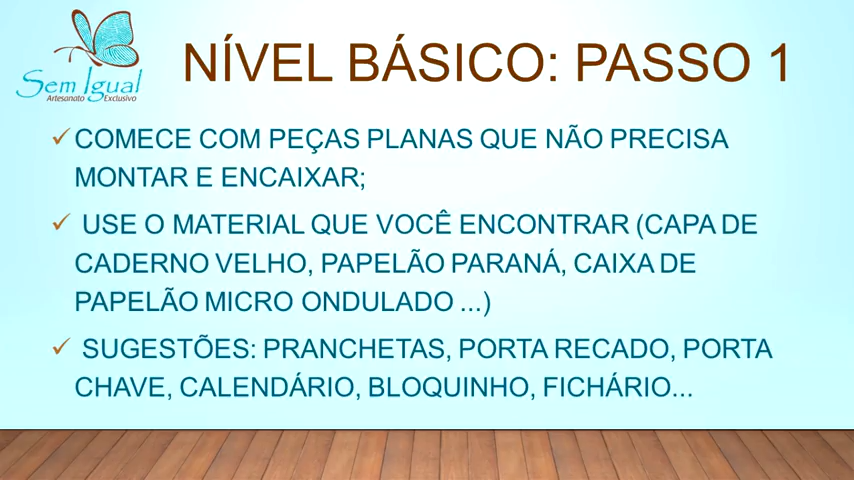 Sem Igual
Artesanato Exclusivo
NÍVEL BÁSICO: PASSO 1
COMECE COM PEÇAS PLANAS QUE NÃO PRECISA
MONTAR E ENCAIXAR;
USE O MATERIAL QUE VOCÊ ENCONTRAR (CAPA DE
CADERNO VELHO, PAPELÃO PARANÁ, CAIXA DE
PAPELÃO MICRO ONDULADO ...)
SUGESTÕES: PRANCHETAS, PORTA RECADO, PORTA
CHAVE, CALENDÁRIO, BLOQUINHO, FICHÁRIO...